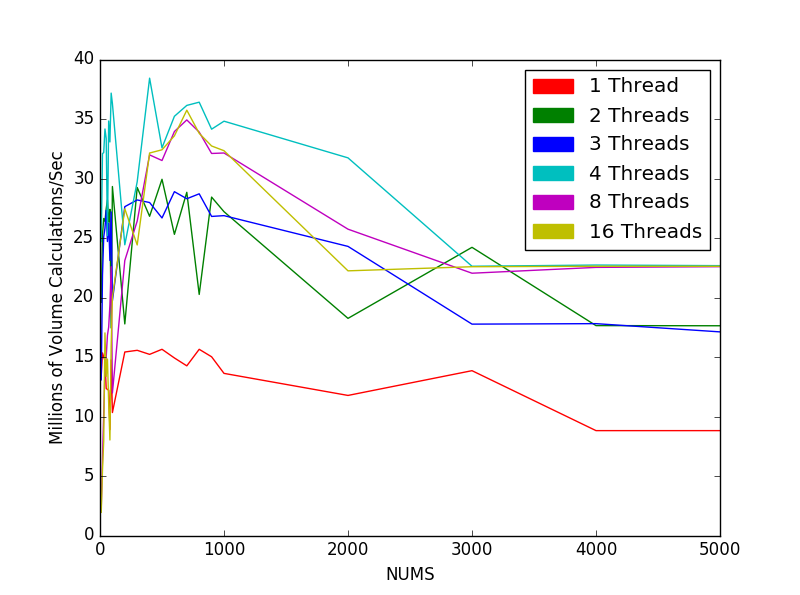 40
35
30
25
20
15
10
5
0
Millions of Volume Calculations/Sec
1 Thread
2 Threads
3 Threads
4 Threads
8 Threads
16 Threads
0 1000 2000 3000 4000 5000
NUMS